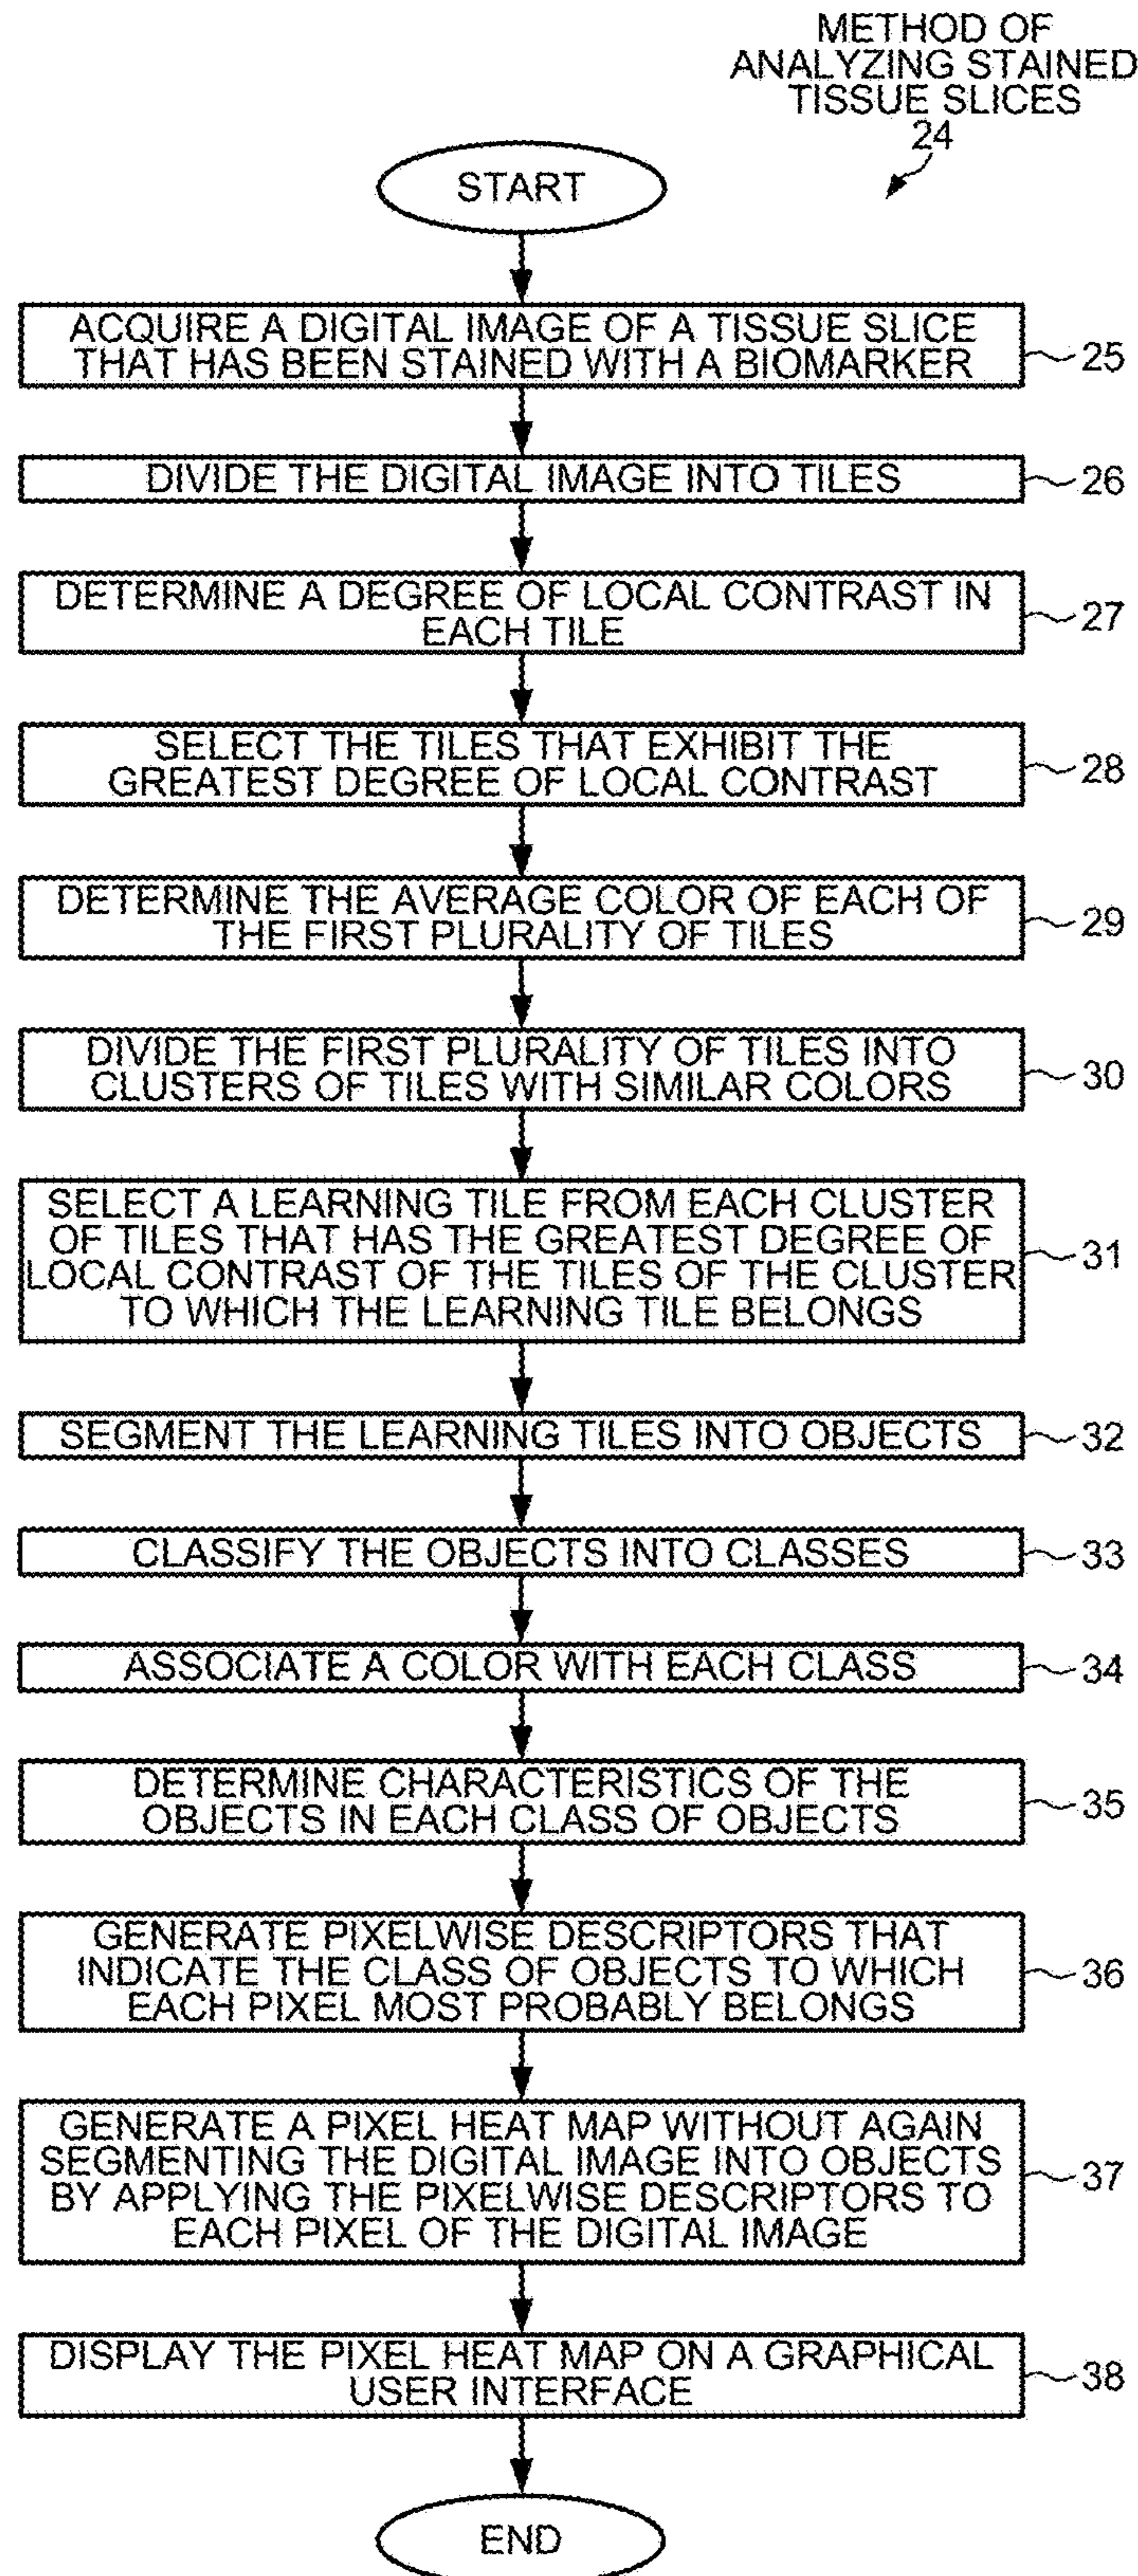 METHOD OF
ANALYZING STAINED
TISSUE SLICES
24
START
ACQUIRE A DIGITAL IMAGE OF A TISSUE SLICE
THAT HAS BEEN STAINED WITH A BIOMARKER
25
DIVIDE THE DIGITAL IMAGE INTO TILES
26
DETERMINE A DEGREE OF LOCAL CONTRAST IN
EACH TILE
27
SELECT THE TILES THAT EXHIBIT THE
GREATEST DEGREE OF LOCAL CONTRAST
28
DETERMINE THE AVERAGE COLOR OF EACH OF
THE FIRST PLURALITY OF TILES
29
DIVIDE THE FIRST PLURALITY OF TILES INTO
CLUSTERS OF TILES WITH SIMILAR COLORS
30
SELECT A LEARNING TILE FROM EACH CLUSTER
OF TILES THAT HAS THE GREATEST DEGREE OF
LOCAL CONTRAST OF THE TILES OF THE CLUSTER
TO WHICH THE LEARNING TILE BELONGS
31
SEGMENT THE LEARNING TILES INTO OBJECTS
32
CLASSIFY THE OBJECTS INTO CLASSES
33
ASSOCIATE A COLOR WITH EACH CLASS
34
DETERMINE CHARACTERISTICS OF THE
OBJECTS IN EACH CLASS OF OBJECTS
35
GENERATE PIXELWISE DESCRIPTORS THAT
INDICATE THE CLASS OF OBJECTS TO WHICH
EACH PIXEL MOST PROBABLY BELONGS
36
GENERATE A PIXEL HEAT MAP WITHOUT AGAIN
SEGMENTING THE DIGITAL IMAGE INTO OBJECTS
BY APPLYING THE PIXELWISE DESCRIPTORS TO
EACH PIXEL OF THE DIGITAL IMAGE
37
DISPLAY THE PIXEL HEAT MAP ON A GRAPHICAL
USER INTERFACE
38
END